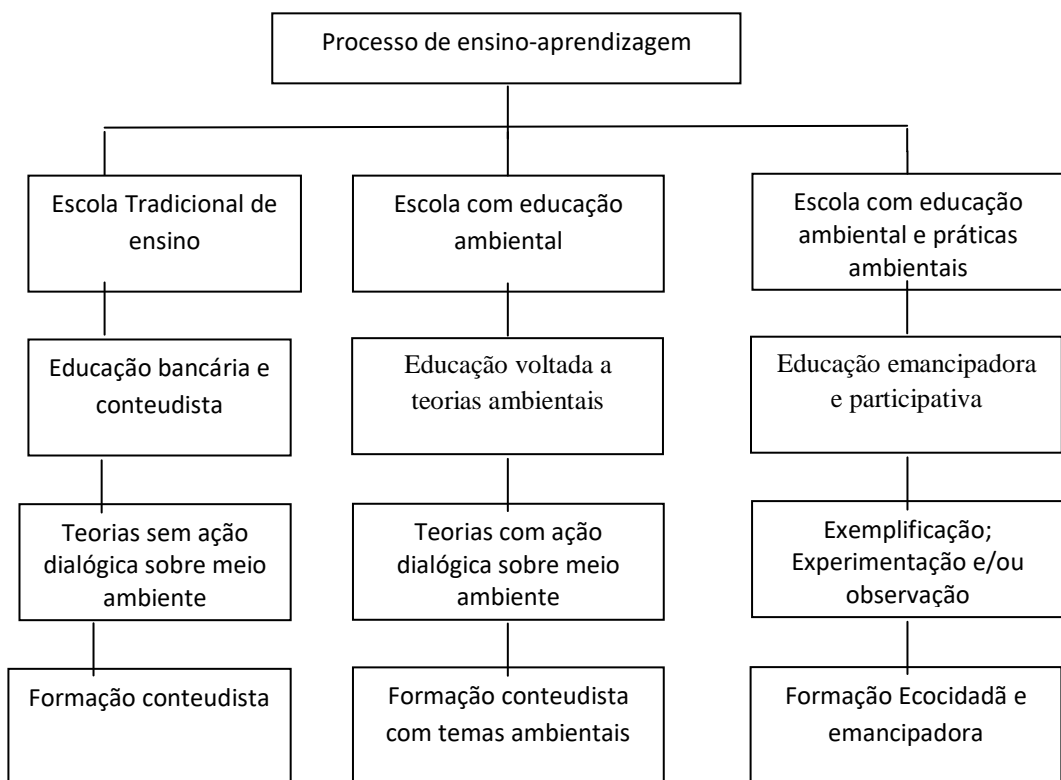 Processo de ensino-aprendizagem
Escola Tradicional de
ensino
Escola com educação
ambiental
Escola com educação
ambiental e práticas
ambientais
Educação bancária e
conteudista
Educação voltada a
teorias ambientais
Educação emancipadora
e participativa
Teorias sem ação
dialógica sobre meio
ambiente
Teorias com ação
dialógica sobre meio
ambiente
Exemplificação;
Experimentação e/ou
observação
Formação conteudista
Formação conteudista
com temas ambientais
Formação Ecocidadã e
emancipadora